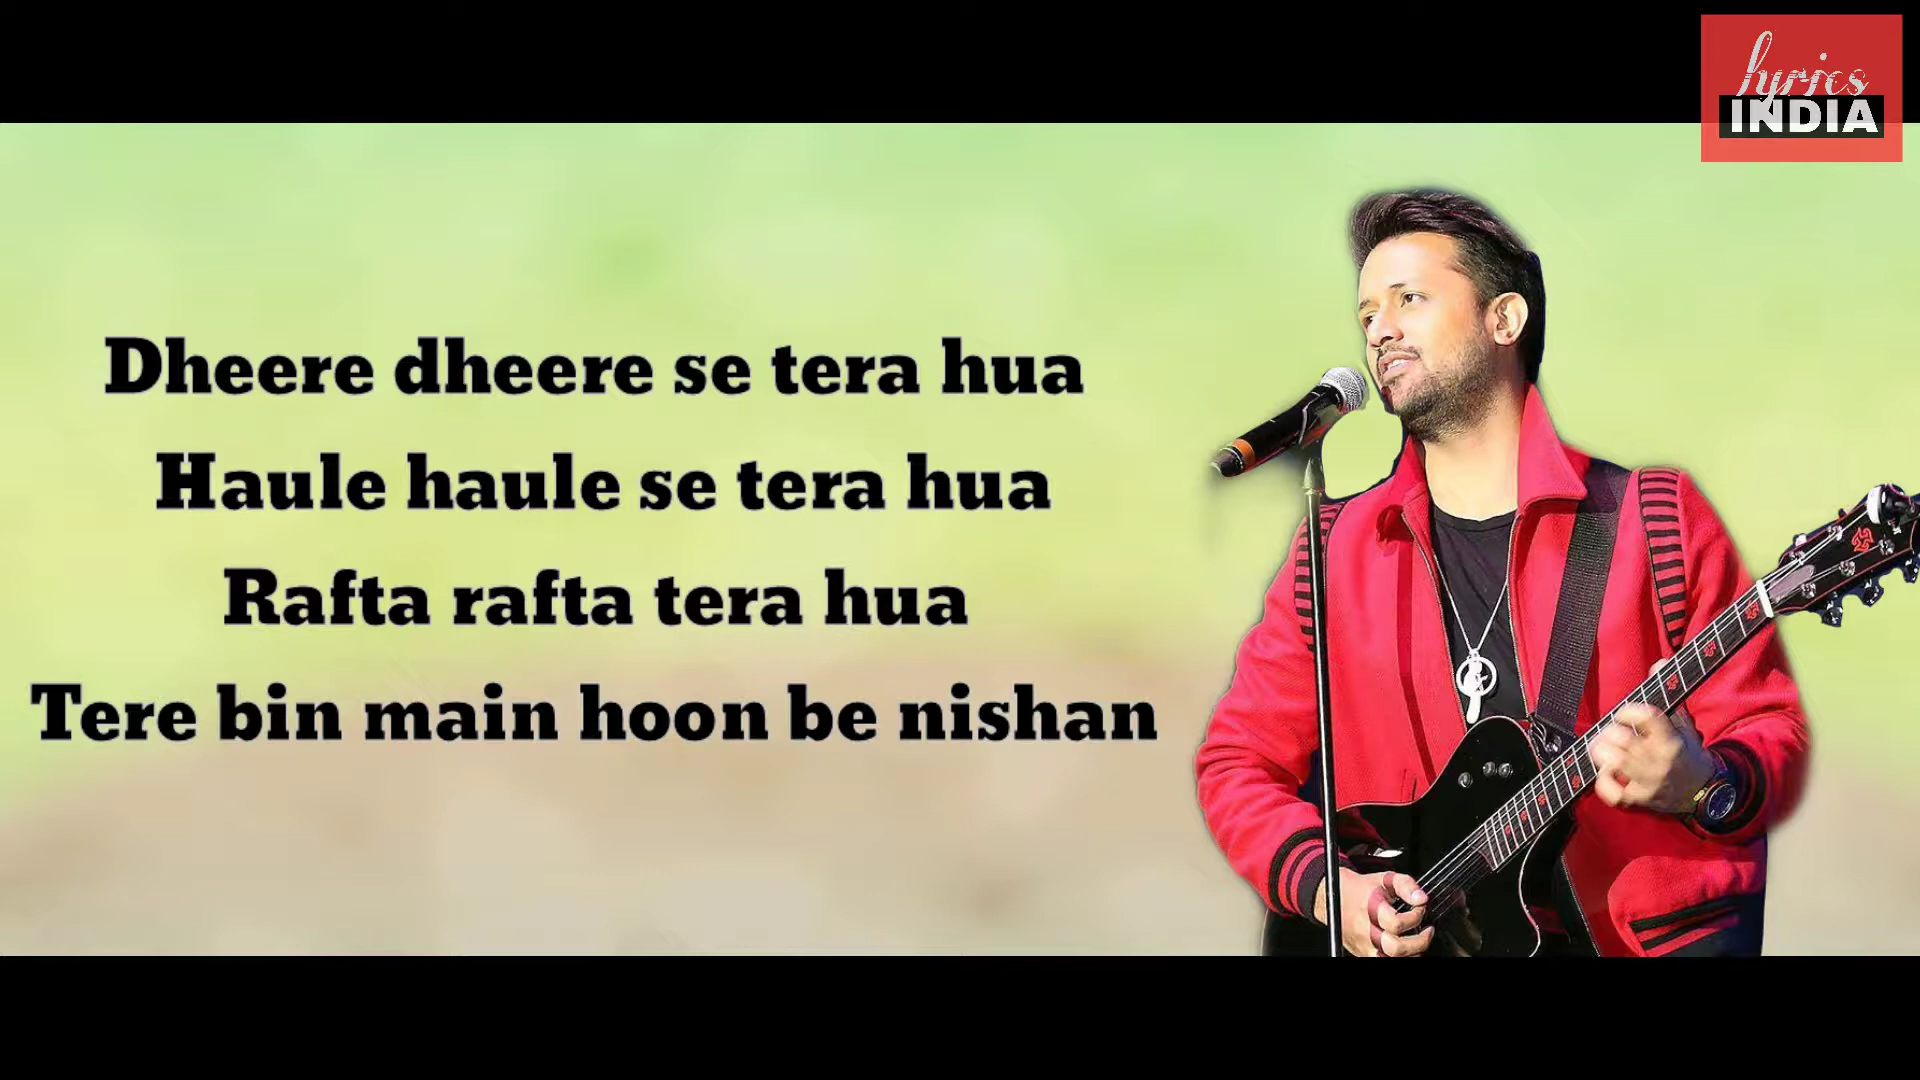 lyrics
INDIA
Dheere dheere se tera hua
Haule haule se tera hua
Rafta rafta tera hua
Tere bin main hoon be nishan